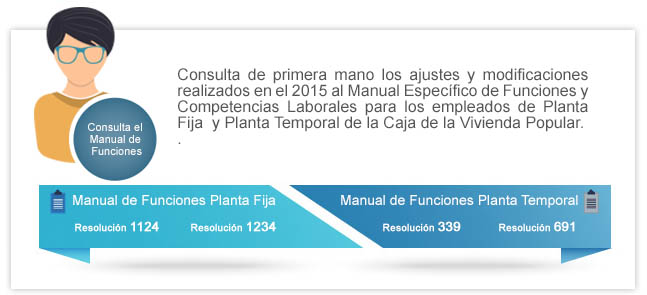 Consulta de primera mano los ajustes y modificaciones
realizados en el 2015 al Manual Específico de Funciones y
Competencias Laborales para los empleados de Planta
Fija y Planta Temporal de la Caja de la Vivienda Popular.
.
Consulta el
Manual de
Funciones
Manual de Funciones Planta Fija
Resolución 1124 Resolución 1234
Manual de Funciones Planta Temporal
Resolución 339 Resolución 691